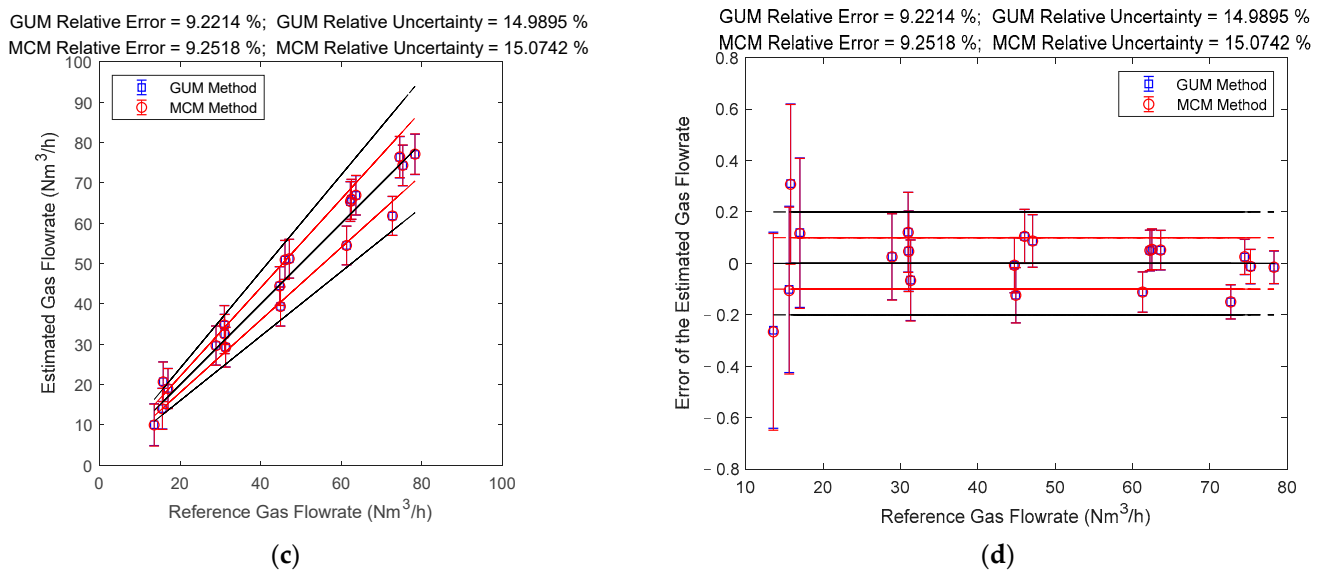 GUM Relative Error = 9.2214 %; GUM Relative Uncertainty = 14.9895 %
MCM Relative Error = 9.2518 %; MCM Relative Uncertainty = 15.0742 %
100
90
80
70
60
50
40
30
20
10
0
Estimated Gas Flowrate (Nm³/h)
GUM Method
MCM Method
0 20 40 60 80 100
Reference Gas Flowrate (Nm³/h)
(c)
GUM Relative Error = 9.2214 %; GUM Relative Uncertainty = 14.9895 %
MCM Relative Error = 9.2518 %; MCM Relative Uncertainty = 15.0742 %
0.8
0.6
0.4
0.2
0
−0.2
−0.4
−0.6
−0.8
Error of the Estimated Gas Flowrate
GUM Method
MCM Method
10 20 30 40 50 60 70 80
Reference Gas Flowrate (Nm³/h)
(d)